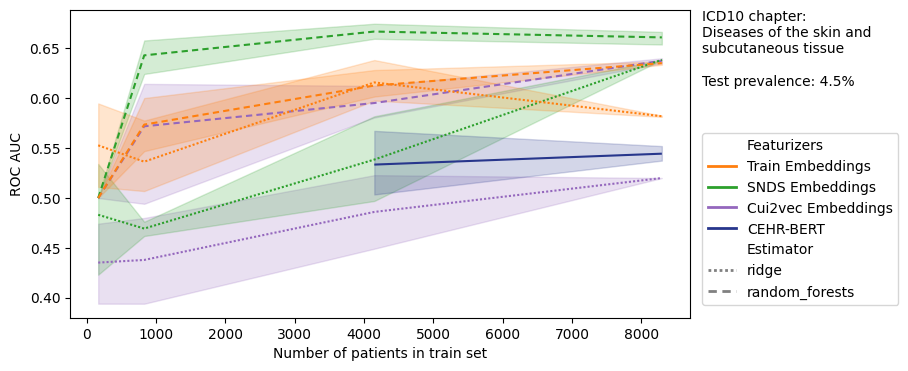 ICD10 chapter:
Diseases of the skin and
subcutaneous tissue
Test prevalence: 4.5%
ROC AUC
0.65
0.60
0.55
0.50
0.45
0.40
0
1000
2000
3000
4000
5000
6000
7000
8000
Number of patients in train set
Featurizers
Train Embeddings
SNDS Embeddings
Cui2vec Embeddings
CEHR-BERT
Estimator
ridge
random_forests